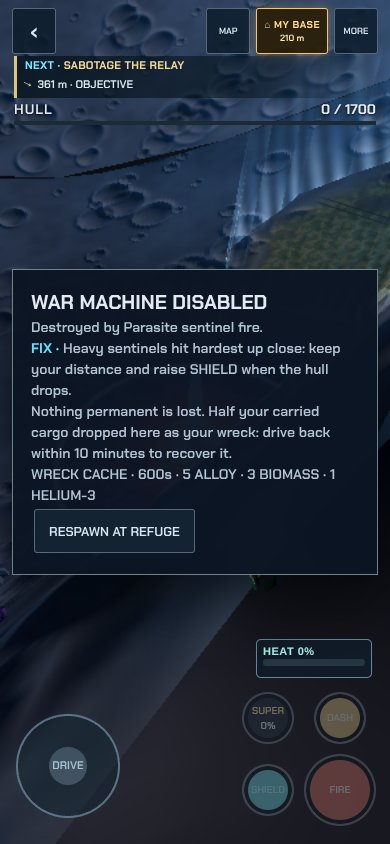 ‹
MAP
⌂ MY BASE
210 m
MORE
NEXT · SABOTAGE THE RELAY
361 m · OBJECTIVE
HULL
0 / 1700
WAR MACHINE DISABLED
Destroyed by Parasite sentinel fire.
FIX · Heavy sentinels hit hardest up close: keep
your distance and raise SHIELD when the hull
drops.
Nothing permanent is lost. Half your carried
cargo dropped here as your wreck: drive back
within 10 minutes to recover it.
WRECK CACHE · 600s · 5 ALLOY · 3 BIOMASS · 1
HELIUM-3
RESPAWN AT REFUGE
HEAT 0%
SUPER
0%
DASH
DRIVE
SHIELD
FIRE